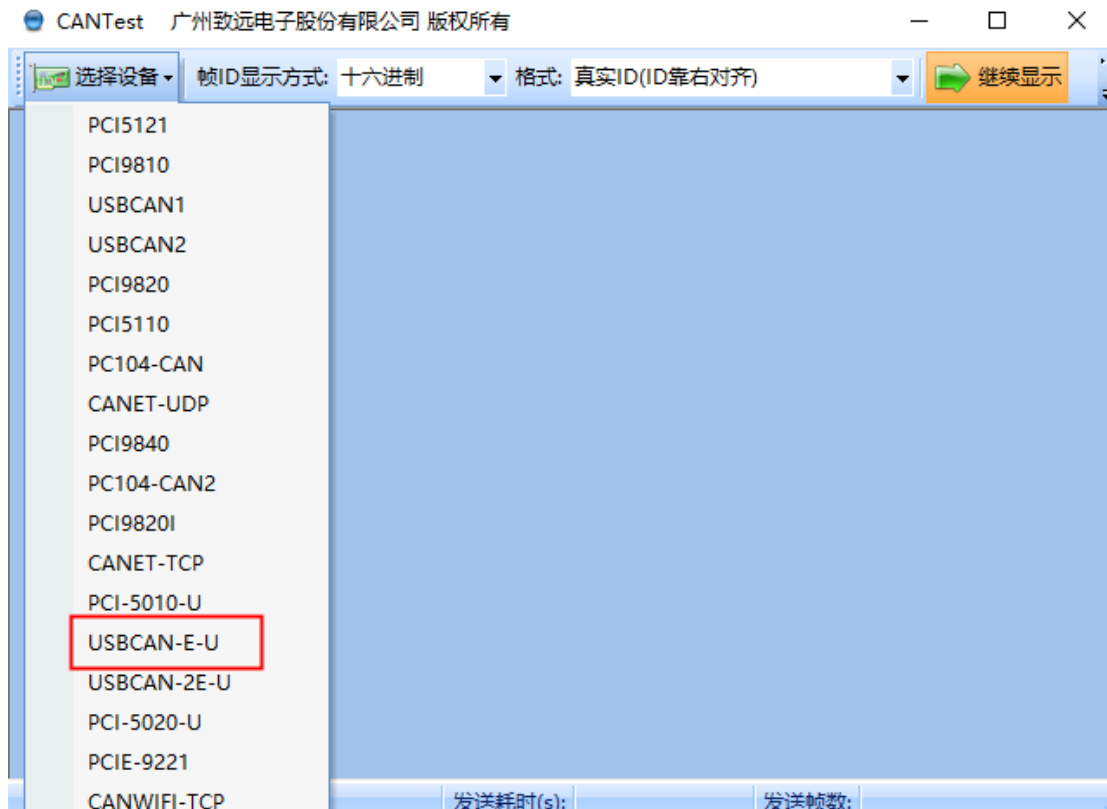 CANTest 广州致远电子股份有限公司 版权所有
选择设备 帧ID显示方式: 十六进制 格式: 真实ID(ID靠右对齐) 继续显示
PCI5121
PCI9810
USBCAN1
USBCAN2
PCI9820
PCI5110
PC104-CAN
CANET-UDP
PCI9840
PC104-CAN2
PCI9820I
CANET-TCP
PCI-5010-U
USBCAN-E-U
USBCAN-2E-U
PCI-5020-U
PCIE-9221
CANWIFI-TCP
发送耗时(s): 发送帧数: